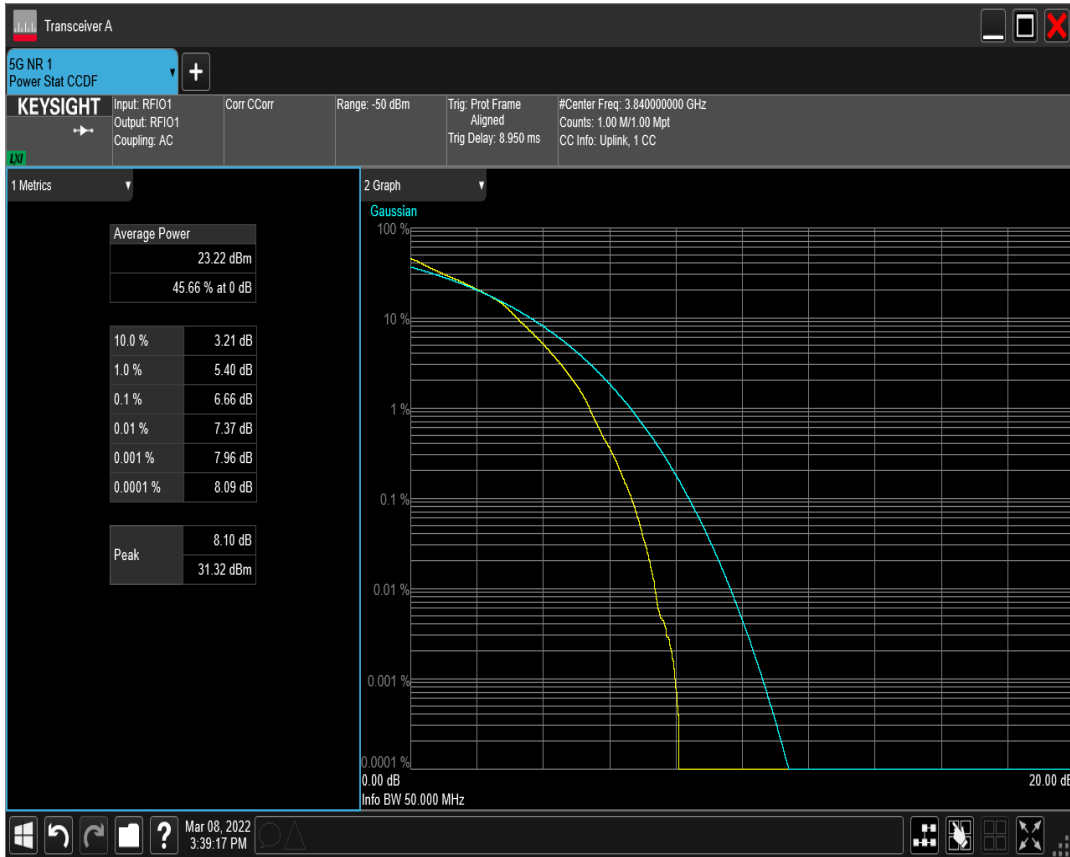 Transceiver A
5G NR 1
Power Stat CCDF
+
KEYSIGHT
LXI
Input: RFIO1
Output: RFIO1
Coupling: AC
Corr CCorr
Range: -50 dBm
Trig: Prot Frame
Aligned
Trig Delay: 8.950 ms
#Center Freq: 3.840000000 GHz
Counts: 1.00 M/1.00 Mpt
CC Info: Uplink, 1 CC
1 Metrics
Average Power
23.22 dBm
45.66 % at 0 dB
10.0 % 3.21 dB
1.0 % 5.40 dB
0.1 % 6.66 dB
0.01 % 7.37 dB
0.001 % 7.96 dB
0.0001 % 8.09 dB
Peak 8.10 dB
31.32 dBm
2 Graph
Gaussian
100 %
10 %
1 %
0.1 %
0.01 %
0.001 %
0.0001 %
0.00 dB 20.00 dB
Info BW 50.000 MHz
?
Mar 08, 2022
3:39:17 PM